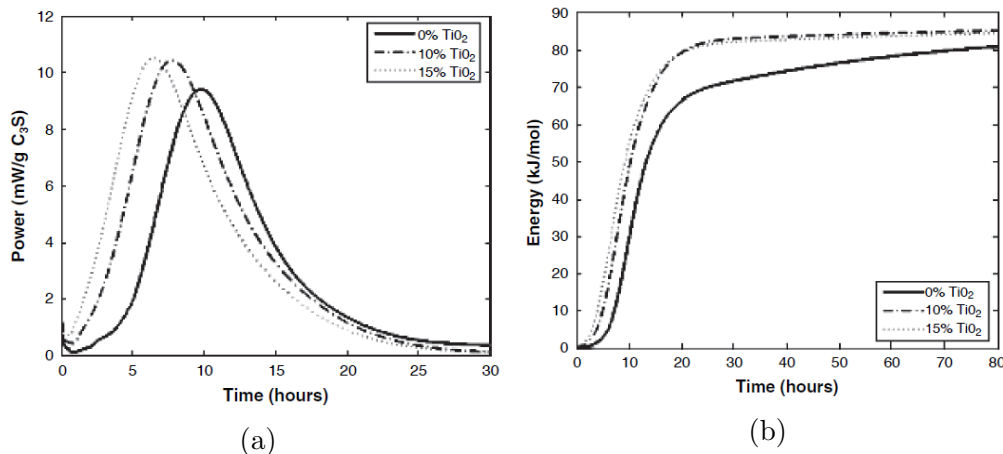 12
10
8
6
4
2
0
0 5 10 15 20 25 30
Power (mW/g C₃S)
Time (hours)
0% Ti0₂
10% Ti0₂
15% Ti0₂
(a)
90
80
70
60
50
40
30
20
10
0
0 10 20 30 40 50 60 70 80
Energy (kJ/mol)
Time (hours)
0% Ti0₂
10% Ti0₂
15% Ti0₂
(b)